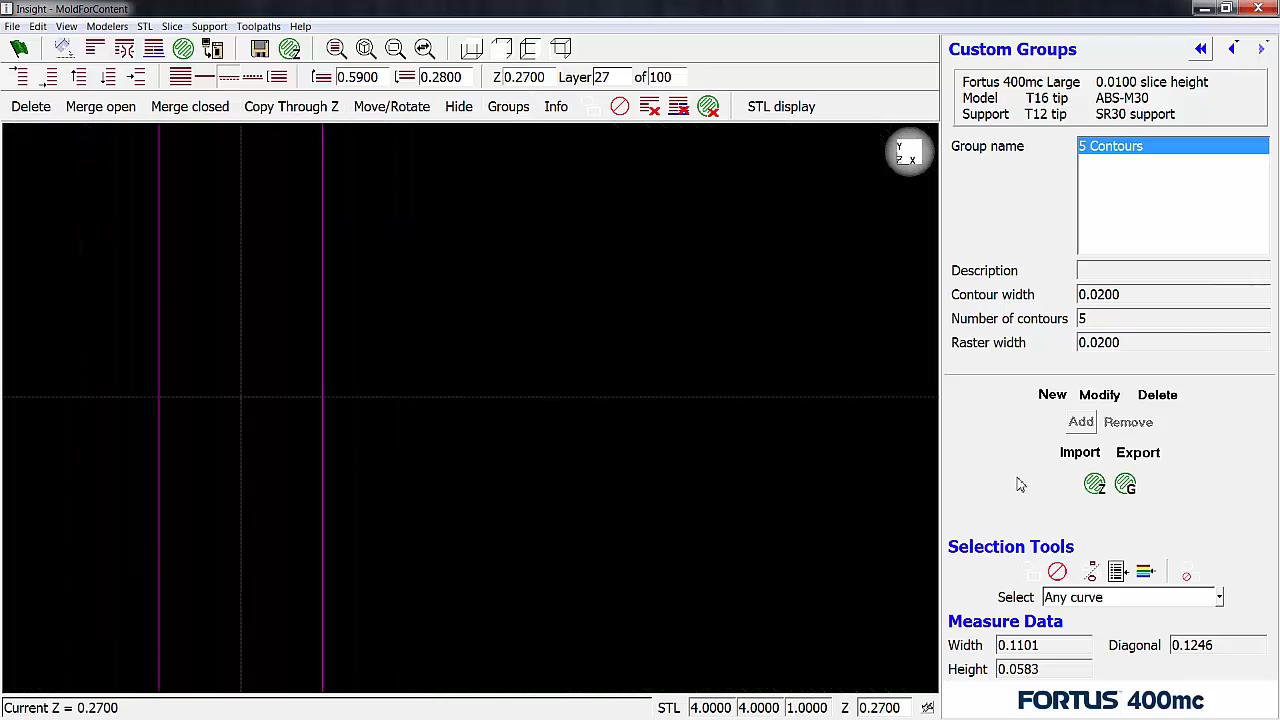 Insight - MoldForContent
File Edit View Modelers STL Slice Support Toolpaths Help
0.5900 0.2800 Z 0.2700 Layer 27 of 100
Delete Merge open Merge closed Copy Through Z Move/Rotate Hide Groups Info STL display
Y
Z X
Custom Groups
Fortus 400mc Large 0.0100 slice height
Model T16 tip ABS-M30
Support T12 tip SR30 support
Group name 5 Contours
Description
Contour width 0.0200
Number of contours 5
Raster width 0.0200
New Modify Delete
Add Remove
Import Export
Z G
Selection Tools
Select Any curve
Measure Data
Width 0.1101 Diagonal 0.1246
Height 0.0583
FORTUS 400mc
Current Z = 0.2700 STL 4.0000 4.0000 1.0000 Z 0.2700